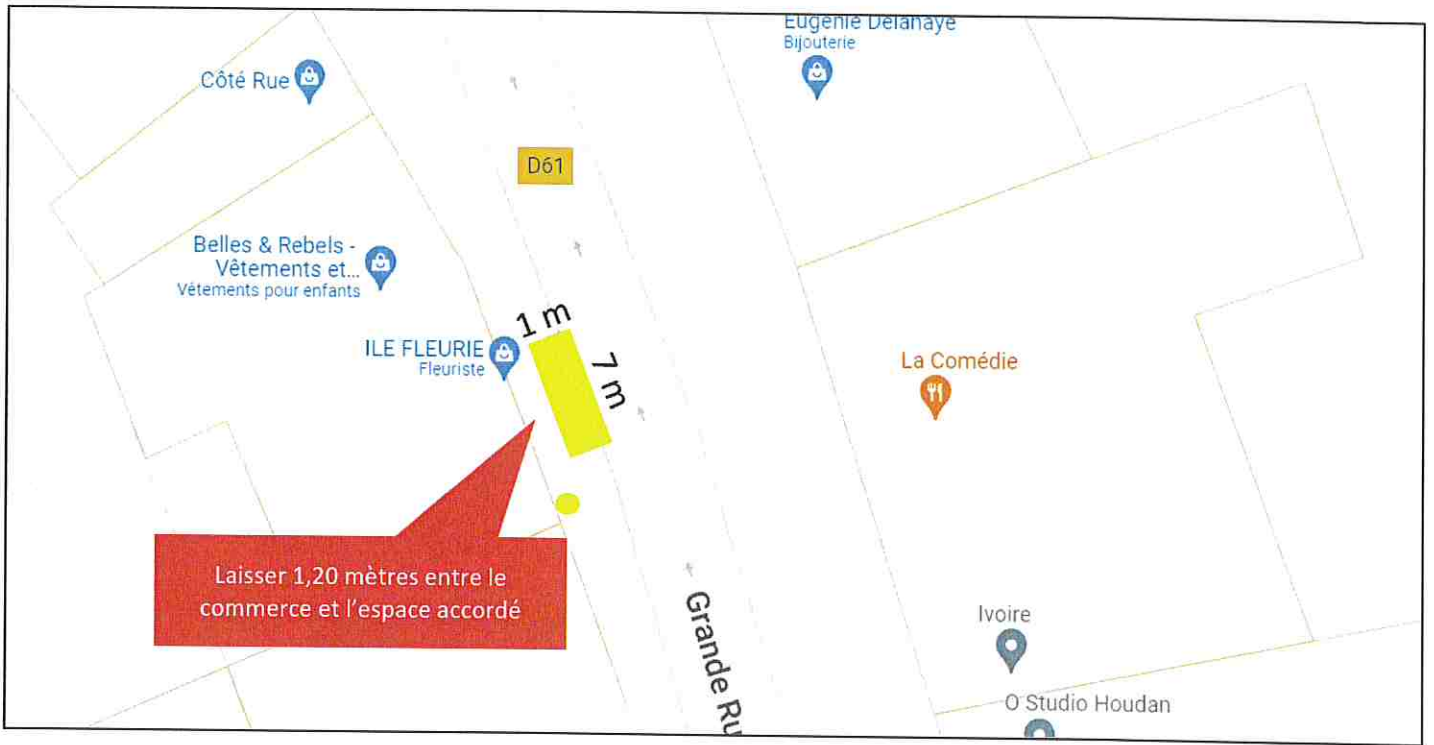 Eugénie Delahaye
Bijouterie
Côté Rue
D61
Belles & Rebels -
Vêtements et...
Vêtements pour enfants
1 m
ILE FLEURIE
Fleuriste
7 m
La Comédie
Laisser 1,20 mètres entre le
commerce et l'espace accordé
Grande Ru
Ivoire
O Studio Houdan